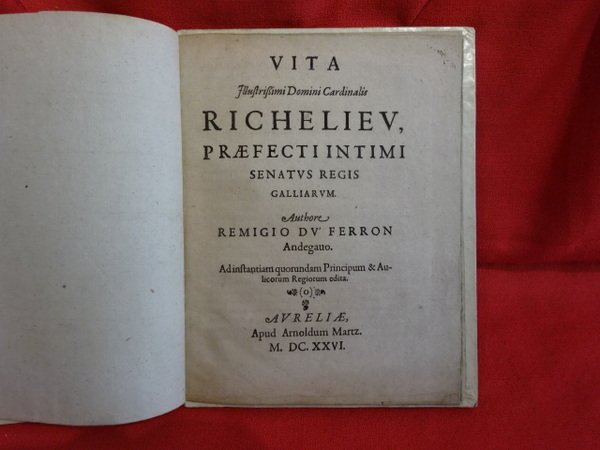 VITA
Illustrissimi Domini Cardinalis
RICHELIEV,
PRÆFECTI INTIMI
SENATVS REGIS
GALLIARVM.
Authore
REMIGIO DV' FERRON
Andegauo.
Ad instantiam quorundam Principum & Au-
licorum Regiorum edita.
(o)
AVRELIÆ,
Apud Arnoldum Martz.
M. DC. XXVI.